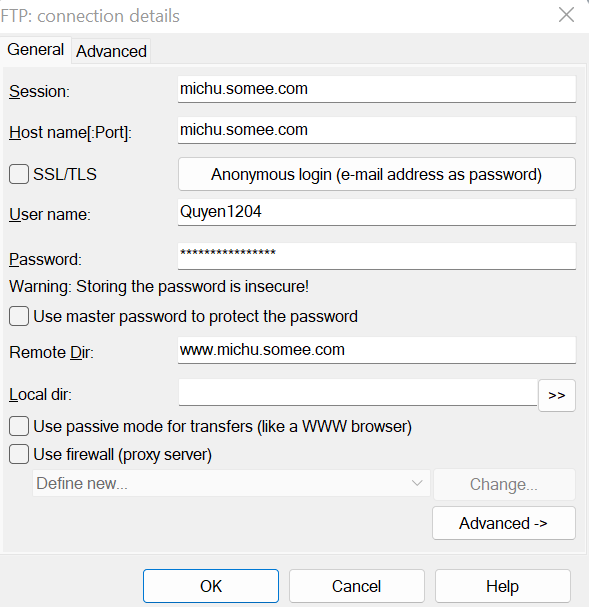 FTP: connection details
General Advanced
Session: michu.somee.com
Host name[:Port]: michu.somee.com
SSL/TLS Anonymous login (e-mail address as password)
User name: Quyen1204
Password: ****************
Warning: Storing the password is insecure!
Use master password to protect the password
Remote Dir: www.michu.somee.com
Local dir: >>
Use passive mode for transfers (like a WWW browser)
Use firewall (proxy server)
Define new... Change...
Advanced ->
OK Cancel Help